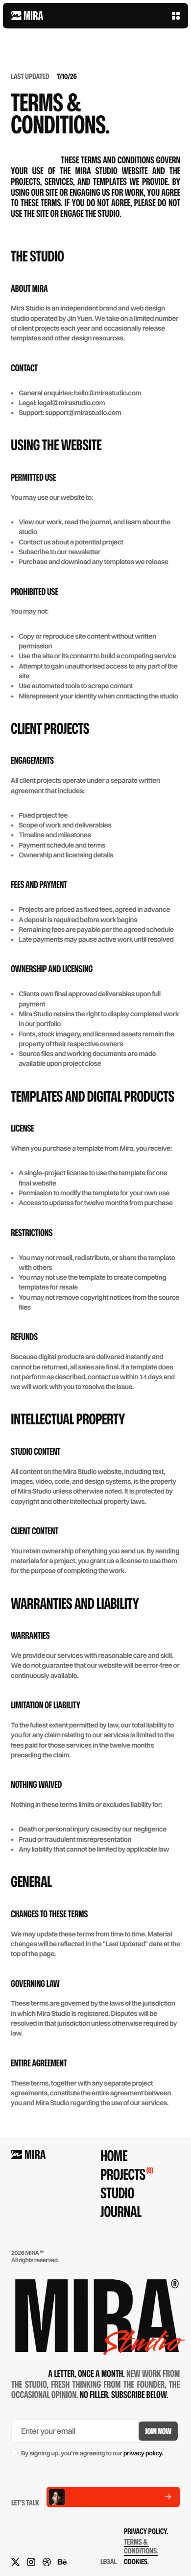 MIRA
LAST UPDATED 7/10/26
TERMS &
CONDITIONS.
THESE TERMS AND CONDITIONS GOVERN
YOUR USE OF THE MIRA STUDIO WEBSITE AND THE
PROJECTS, SERVICES, AND TEMPLATES WE PROVIDE. BY
USING OUR SITE OR ENGAGING US FOR WORK, YOU AGREE
TO THESE TERMS. IF YOU DO NOT AGREE, PLEASE DO NOT
USE THE SITE OR ENGAGE THE STUDIO.
THE STUDIO
ABOUT MIRA
Mira Studio is an independent brand and web design
studio operated by Jin Yuen. We take on a limited number
of client projects each year and occasionally release
templates and other design resources.
CONTACT
• General enquiries: hello@mirastudio.com
• Legal: legal@mirastudio.com
• Support: support@mirastudio.com
USING THE WEBSITE
PERMITTED USE
You may use our website to:
• View our work, read the journal, and learn about the
studio
• Contact us about a potential project
• Subscribe to our newsletter
• Purchase and download any templates we release
PROHIBITED USE
You may not:
• Copy or reproduce site content without written
permission
• Use the site or its content to build a competing service
• Attempt to gain unauthorised access to any part of the
site
• Use automated tools to scrape content
• Misrepresent your identity when contacting the studio
CLIENT PROJECTS
ENGAGEMENTS
All client projects operate under a separate written
agreement that includes:
• Fixed project fee
• Scope of work and deliverables
• Timeline and milestones
• Payment schedule and terms
• Ownership and licensing details
FEES AND PAYMENT
• Projects are priced as fixed fees, agreed in advance
• A deposit is required before work begins
• Remaining fees are payable per the agreed schedule
• Late payments may pause active work until resolved
OWNERSHIP AND LICENSING
• Clients own final approved deliverables upon full
payment
• Mira Studio retains the right to display completed work
in our portfolio
• Fonts, stock imagery, and licensed assets remain the
property of their respective owners
• Source files and working documents are made
available upon project close
TEMPLATES AND DIGITAL PRODUCTS
LICENSE
When you purchase a template from Mira, you receive:
• A single-project license to use the template for one
final website
• Permission to modify the template for your own use
• Access to updates for twelve months from purchase
RESTRICTIONS
• You may not resell, redistribute, or share the template
with others
• You may not use the template to create competing
templates for resale
• You may not remove copyright notices from the source
files
REFUNDS
Because digital products are delivered instantly and
cannot be returned, all sales are final. If a template does
not perform as described, contact us within 14 days and
we will work with you to resolve the issue.
INTELLECTUAL PROPERTY
STUDIO CONTENT
All content on the Mira Studio website, including text,
images, video, code, and design systems, is the property
of Mira Studio unless otherwise noted. It is protected by
copyright and other intellectual property laws.
CLIENT CONTENT
You retain ownership of anything you send us. By sending
materials for a project, you grant us a license to use them
for the purpose of completing the work.
WARRANTIES AND LIABILITY
WARRANTIES
We provide our services with reasonable care and skill.
We do not guarantee that our website will be error-free or
continuously available.
LIMITATION OF LIABILITY
To the fullest extent permitted by law, our total liability to
you for any claim relating to our services is limited to the
fees paid for those services in the twelve months
preceding the claim.
NOTHING WAIVED
Nothing in these terms limits or excludes liability for:
• Death or personal injury caused by our negligence
• Fraud or fraudulent misrepresentation
• Any liability that cannot be limited by applicable law
GENERAL
CHANGES TO THESE TERMS
We may update these terms from time to time. Material
changes will be reflected in the "Last Updated" date at the
top of the page.
GOVERNING LAW
These terms are governed by the laws of the jurisdiction
in which Mira Studio is registered. Disputes will be
resolved in that jurisdiction unless otherwise required by
law.
ENTIRE AGREEMENT
These terms, together with any separate project
agreements, constitute the entire agreement between
you and Mira Studio regarding the use of our services.
MIRA
HOME
PROJECTS (6)
STUDIO
JOURNAL
2026 MIRA ®
All rights reserved.
MIRA ®
Studio
A LETTER, ONCE A MONTH. NEW WORK FROM
THE STUDIO, FRESH THINKING FROM THE FOUNDER, THE
OCCASIONAL OPINION. NO FILLER. SUBSCRIBE BELOW.
Enter your email
JOIN NOW
By signing up, you're agreeing to our privacy policy.
LET'S TALK
LEGAL
PRIVACY POLICY.
TERMS &
CONDITIONS.
COOKIES.